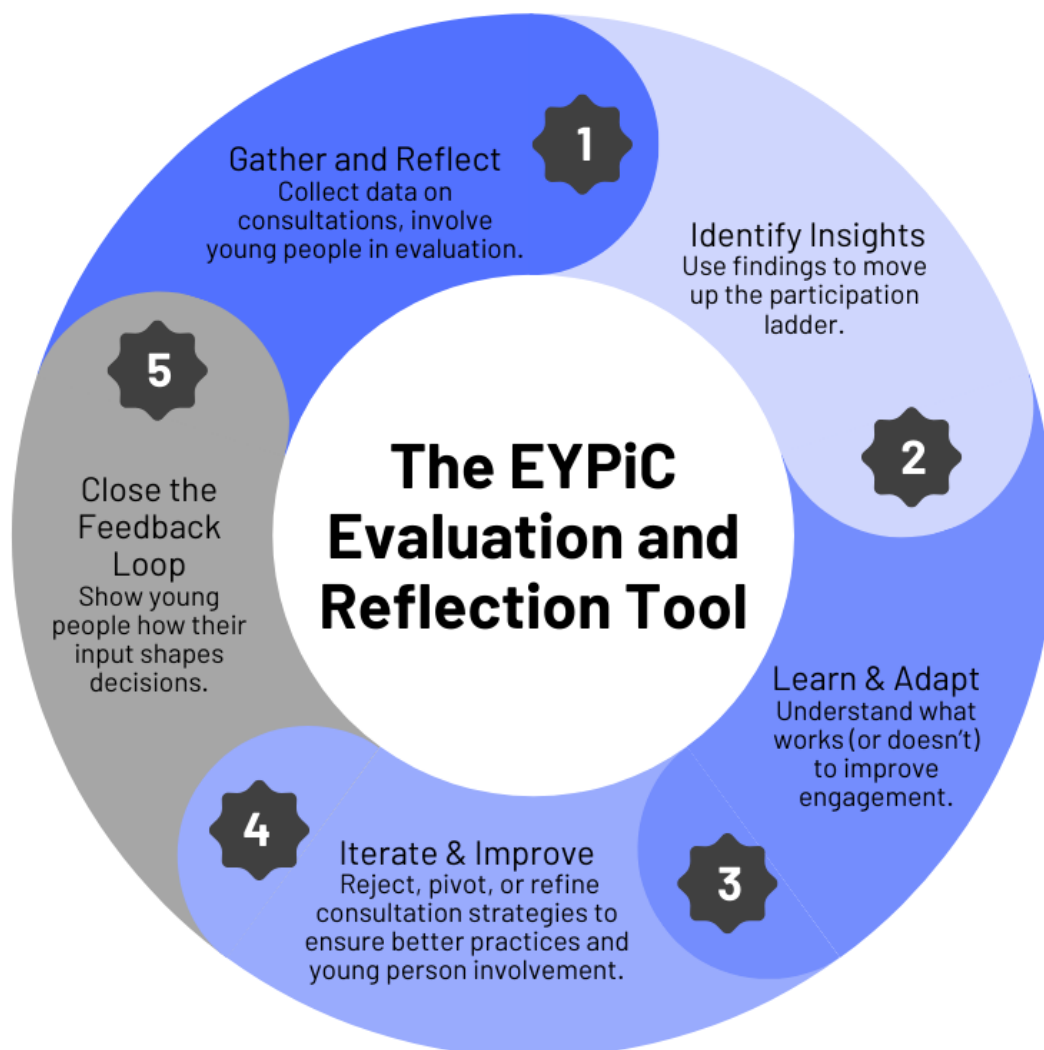 The EYPiC
Evaluation and
Reflection Tool
1
Gather and Reflect
Collect data on
consultations, involve
young people in evaluation.
Identify Insights
Use findings to move
up the participation
ladder.
2
Learn & Adapt
Understand what
works (or doesn't)
to improve
engagement.
3
4
Iterate & Improve
Reject, pivot, or refine
consultation strategies to
ensure better practices and
young person involvement.
5
Close the
Feedback
Loop
Show young
people how their
input shapes
decisions.